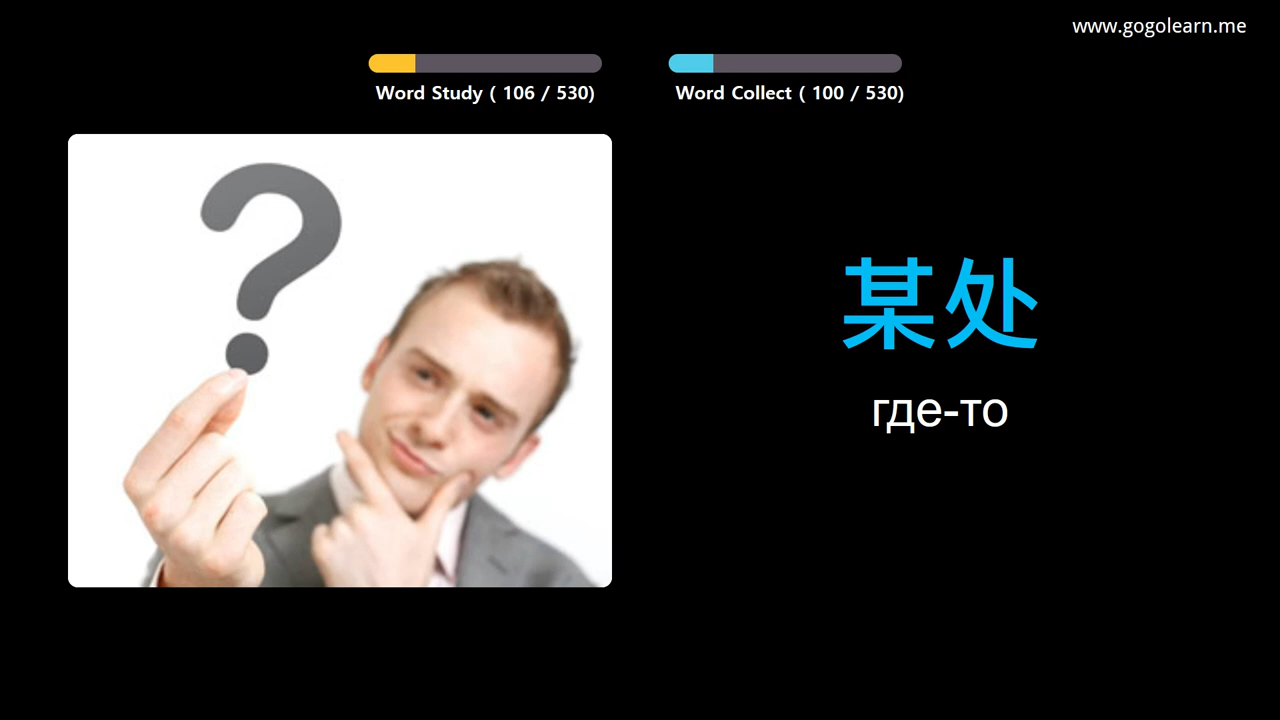 www.gogolearn.me
Word Study ( 106 / 530)
Word Collect ( 100 / 530)
?
某处
где-то